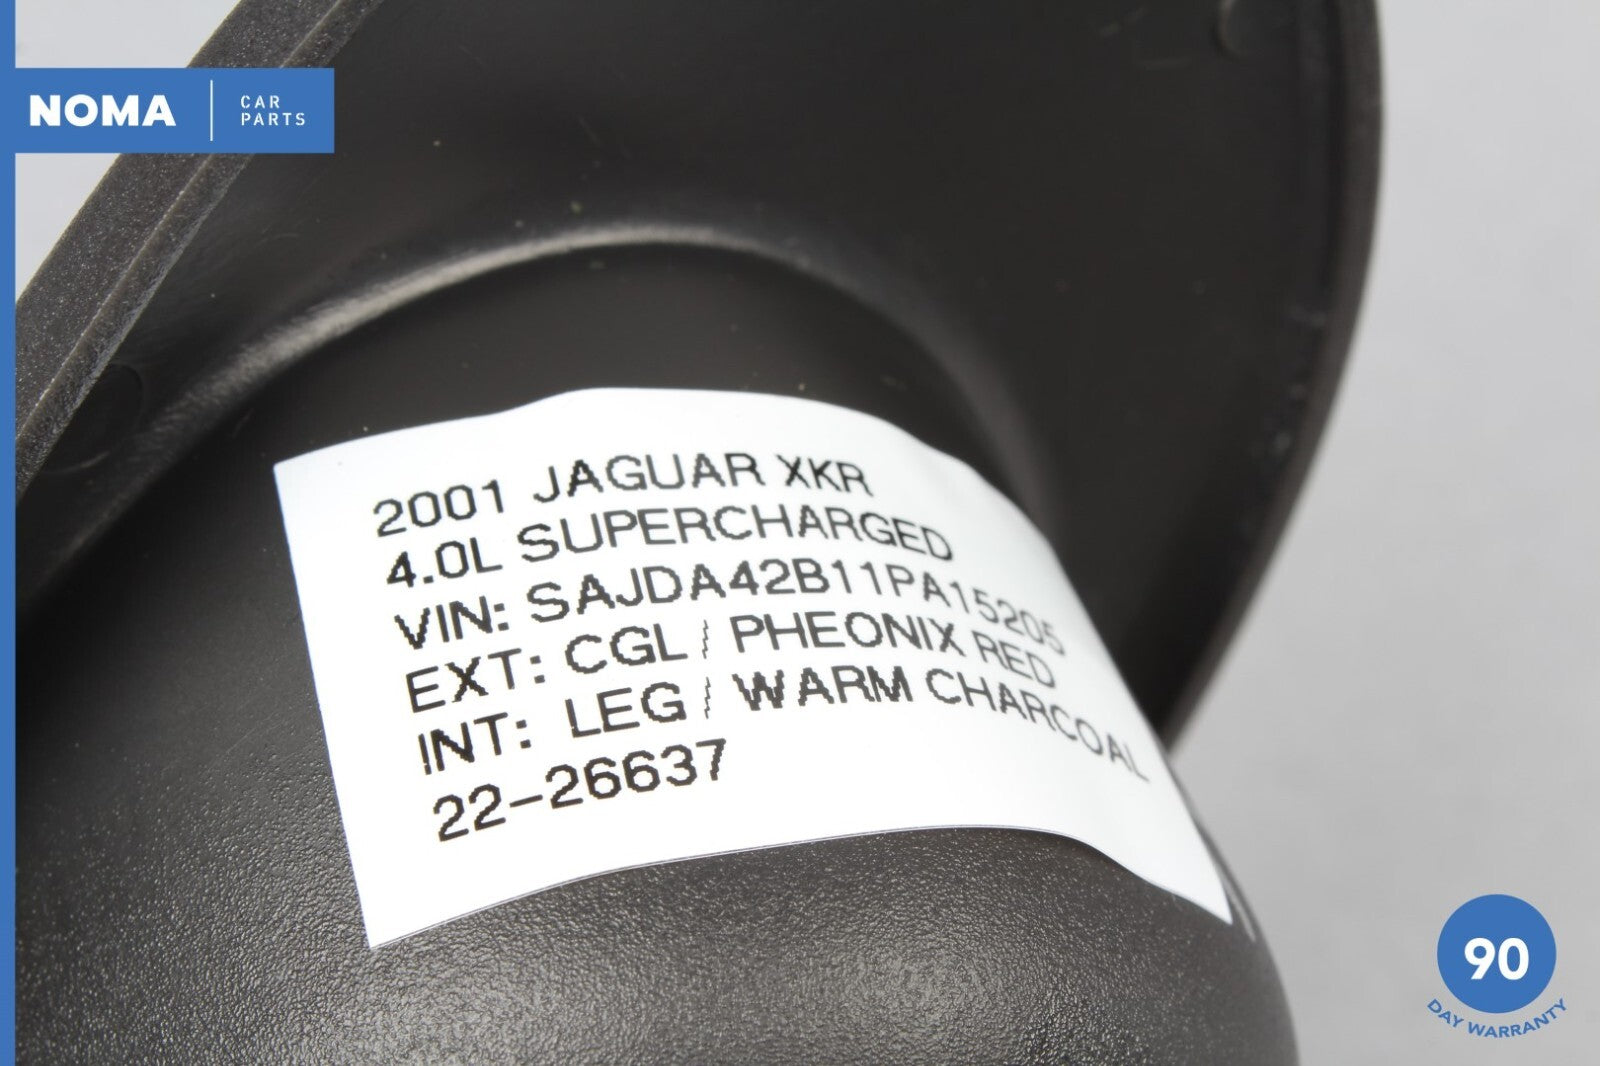 NOMA
CAR
PARTS
2001 JAGUAR XKR
4.0L SUPERCHARGED
VIN: SAJDA42B11PA15205
EXT: CGL / PHEONIX RED
INT: LEG / WARM CHARCOAL
22-26637
90
DAY WARRANTY